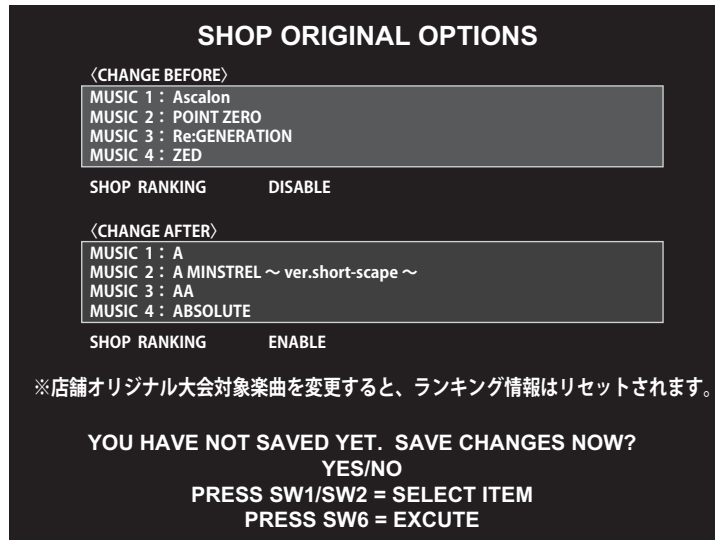 SHOP ORIGINAL OPTIONS
〈CHANGE BEFORE〉
MUSIC 1： Ascalon
MUSIC 2： POINT ZERO
MUSIC 3： Re:GENERATION
MUSIC 4： ZED
SHOP RANKING DISABLE
〈CHANGE AFTER〉
MUSIC 1： A
MUSIC 2： A MINSTREL ～ ver.short-scape ～
MUSIC 3： AA
MUSIC 4： ABSOLUTE
SHOP RANKING ENABLE
※店舗オリジナル大会対象楽曲を変更すると、ランキング情報はリセットされます。
YOU HAVE NOT SAVED YET. SAVE CHANGES NOW?
YES/NO
PRESS SW1/SW2 = SELECT ITEM
PRESS SW6 = EXCUTE